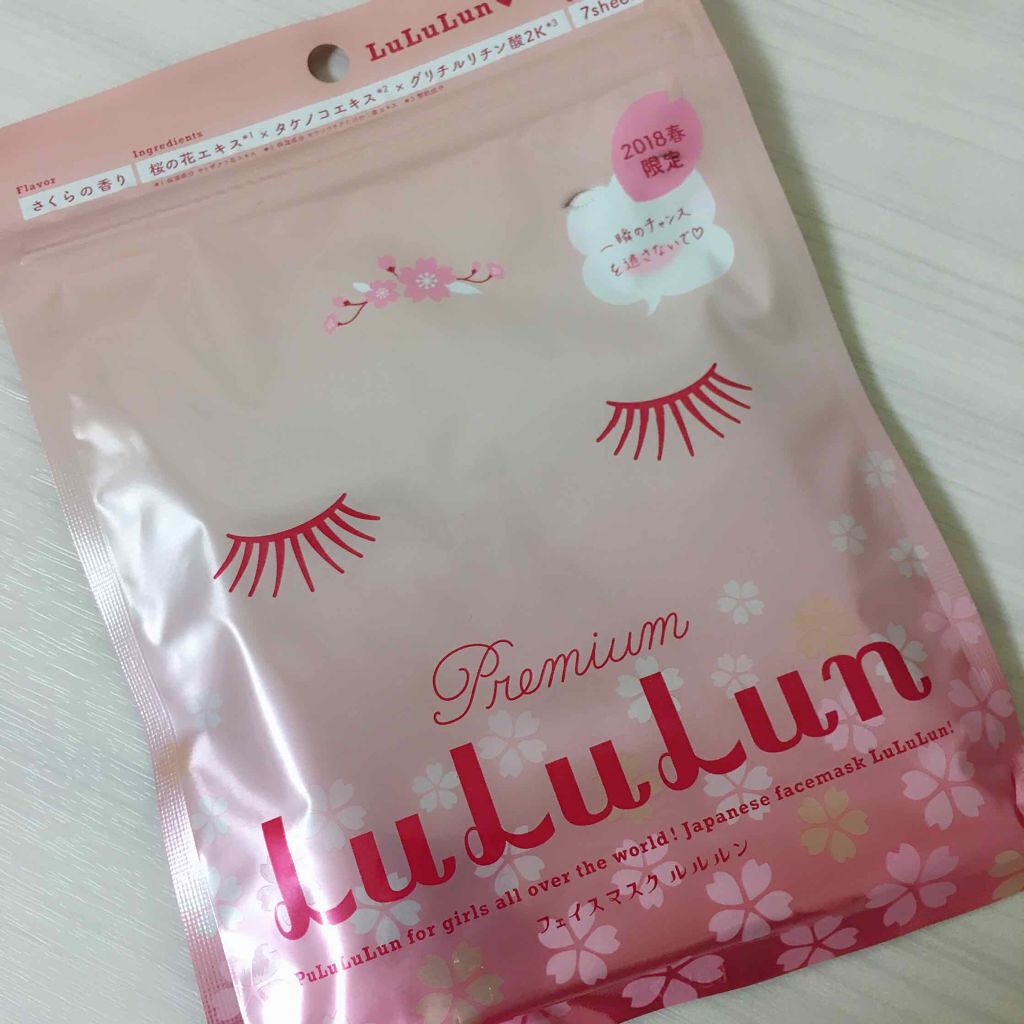 LuLuLun
7shee
Flavor
さくらの香り
Ingredients
桜の花エキス*1 × タケノコエキス*2 × グリチルリチン酸2K*3
2018春
限定
一瞬のチャンス
を逃さないで♡
Premium
LuLuLun
PuLuLuLun for girls all over the world! Japanese facemask LuLuLun!
フェイスマスク ルルルン